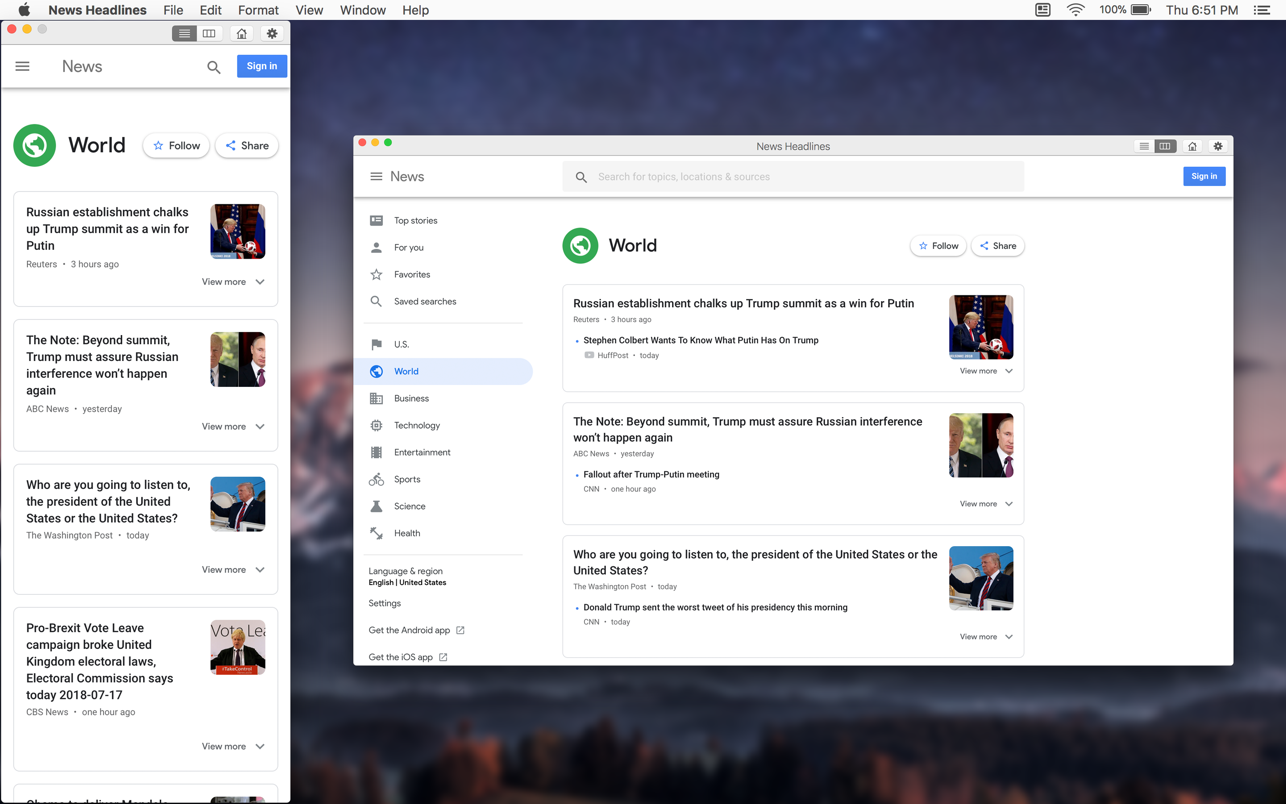 News Headlines File Edit Format View Window Help 100% Thu 6:51 PM
News Sign in
World Follow Share
Russian establishment chalks
up Trump summit as a win for
Putin
Reuters • 3 hours ago
View more
The Note: Beyond summit,
Trump must assure Russian
interference won’t happen
again
ABC News • yesterday
View more
Who are you going to listen to,
the president of the United
States or the United States?
The Washington Post • today
View more
Pro-Brexit Vote Leave
campaign broke United
Kingdom electoral laws,
Electoral Commission says
today 2018-07-17
CBS News • one hour ago
Vote Lea
#TakeControl
View more
News Headlines
News Search for topics, locations & sources Sign in
Top stories
For you
Favorites
Saved searches
U.S.
World
Business
Technology
Entertainment
Sports
Science
Health
Language & region
English | United States
Settings
Get the Android app
Get the iOS app
World Follow Share
Russian establishment chalks up Trump summit as a win for Putin
Reuters • 3 hours ago
• Stephen Colbert Wants To Know What Putin Has On Trump
HuffPost • today
View more
The Note: Beyond summit, Trump must assure Russian interference
won’t happen again
ABC News • yesterday
• Fallout after Trump-Putin meeting
CNN • one hour ago
View more
Who are you going to listen to, the president of the United States or the
United States?
The Washington Post • today
• Donald Trump sent the worst tweet of his presidency this morning
CNN • today
View more